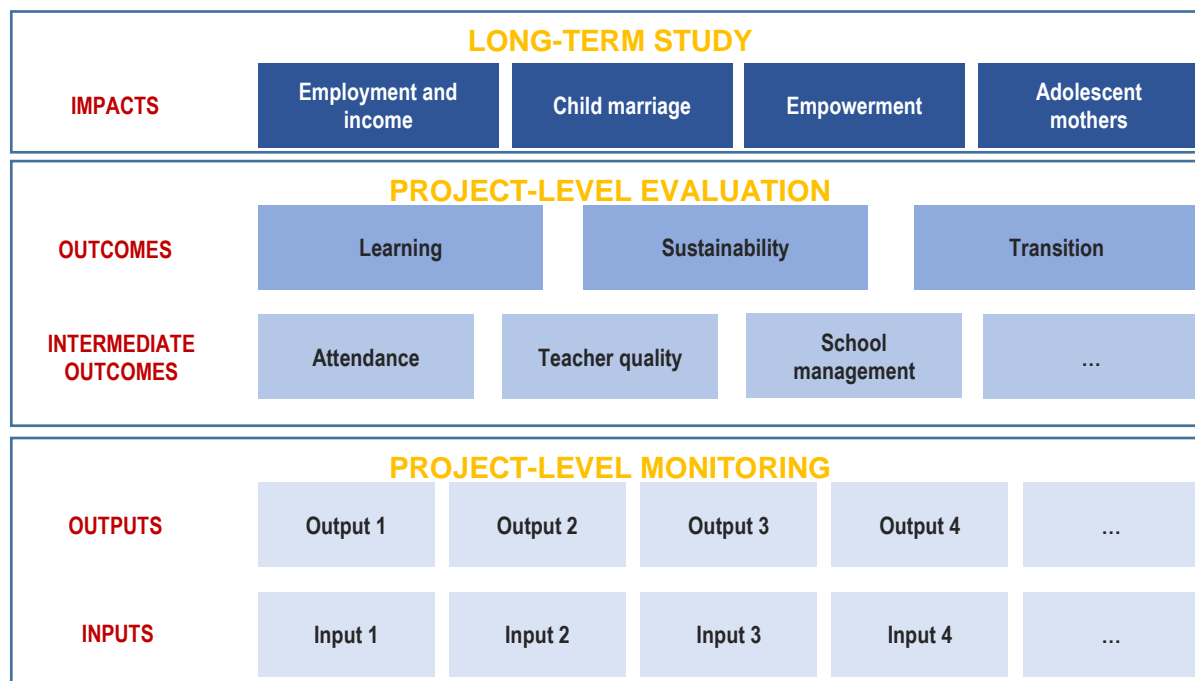 LONG-TERM STUDY
IMPACTS
Employment and
income
Child marriage
Empowerment
Adolescent
mothers
PROJECT-LEVEL EVALUATION
OUTCOMES
Learning
Sustainability
Transition
INTERMEDIATE
OUTCOMES
Attendance
Teacher quality
School
management
…
PROJECT-LEVEL MONITORING
OUTPUTS
Output 1
Output 2
Output 3
Output 4
…
INPUTS
Input 1
Input 2
Input 3
Input 4
…